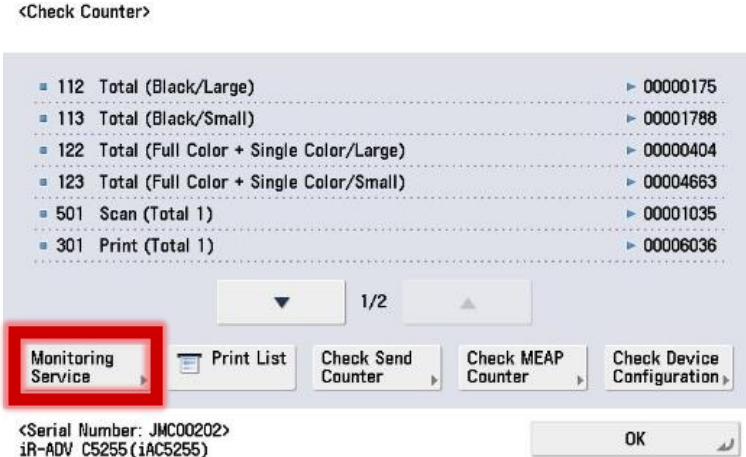 <Check Counter>
112 Total (Black/Large) 00000175
113 Total (Black/Small) 00001788
122 Total (Full Color + Single Color/Large) 00000404
123 Total (Full Color + Single Color/Small) 00004663
501 Scan (Total 1) 00001035
301 Print (Total 1) 00006036
1/2
Monitoring Service
Print List
Check Send Counter
Check MEAP Counter
Check Device Configuration
<Serial Number: JMC00202>
iR-ADV C5255(iAC5255)
OK